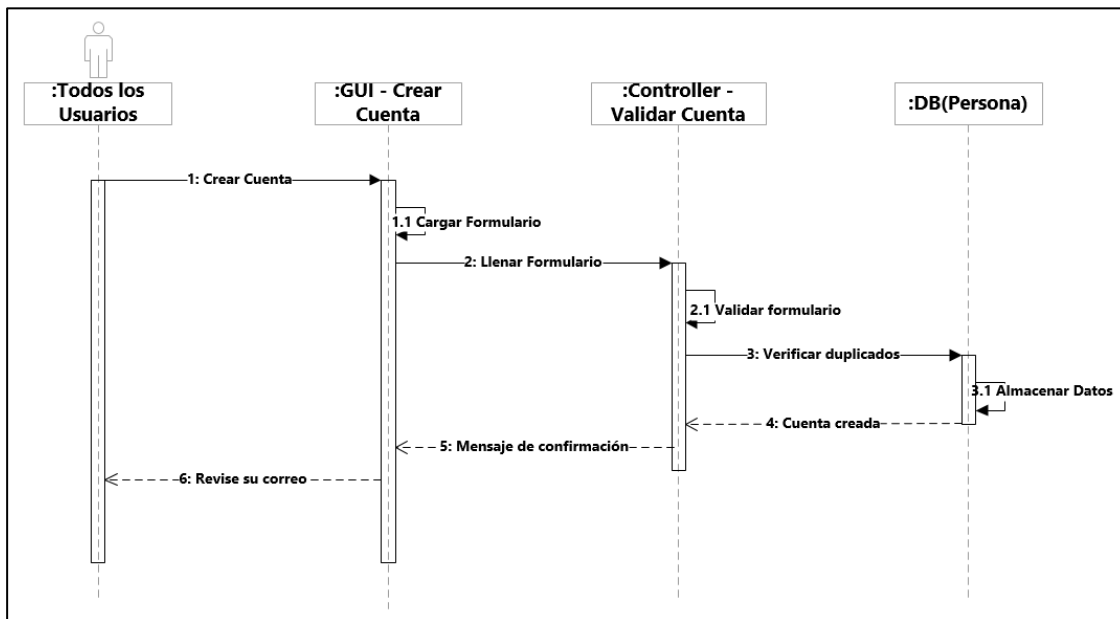 :Todos los
Usuarios
:GUI - Crear
Cuenta
:Controller -
Validar Cuenta
:DB(Persona)
1: Crear Cuenta
1.1 Cargar Formulario
2: Llenar Formulario
2.1 Validar formulario
3: Verificar duplicados
3.1 Almacenar Datos
4: Cuenta creada
5: Mensaje de confirmación
6: Revise su correo